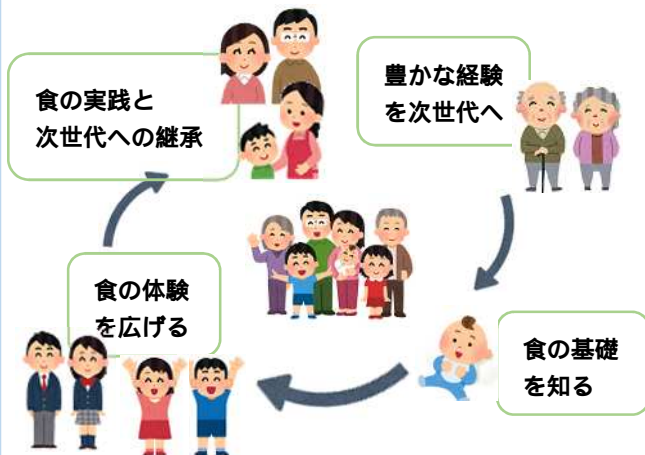 食の実践と
次世代への継承
豊かな経験
を次世代へ
食の体験
を広げる
食の基礎
を知る